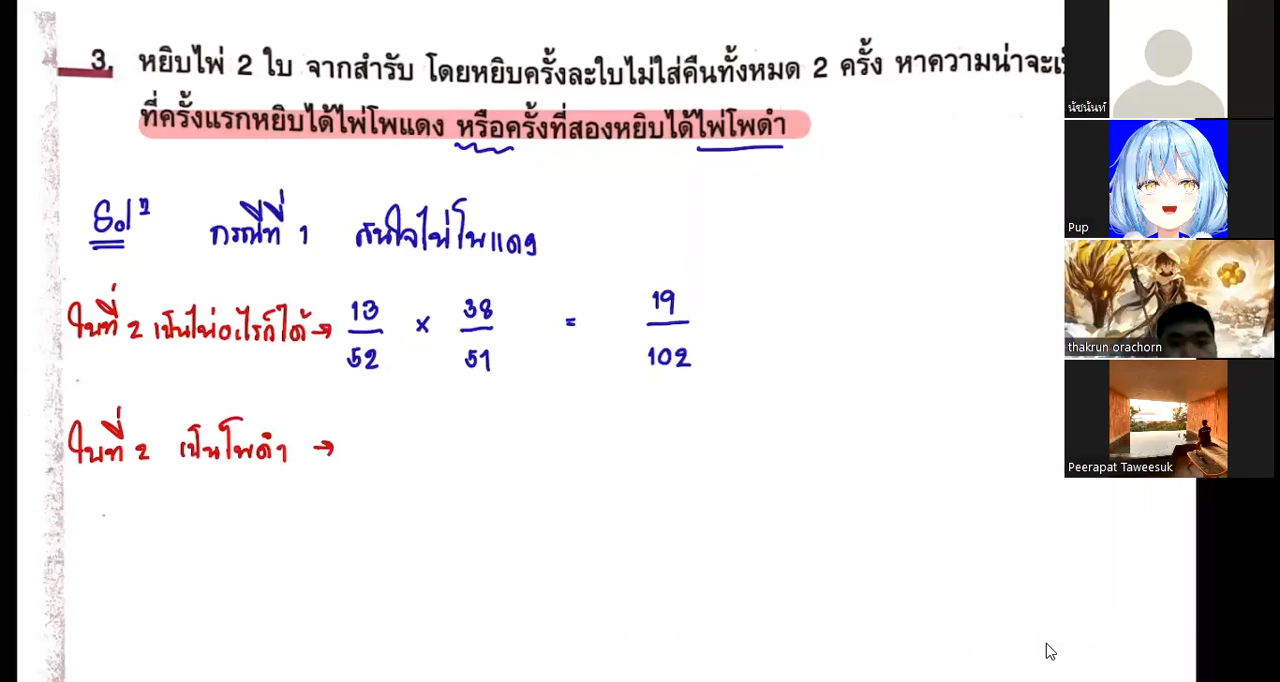 3. หยิบไพ่ 2 ใบ จากสำรับ โดยหยิบครั้งละใบไม่ใส่คืนทั้งหมด 2 ครั้ง หาความน่าจะเ
ที่ครั้งแรกหยิบได้ไพ่โพแดง หรือครั้งที่สองหยิบได้ไพ่โพดำ
Solⁿ กรณีที่ 1 สนใจไพ่โพแดง
ใบที่ 2 เป็นไพ่อะไรก็ได้ → 13/52 × 38/51 = 19/102
ใบที่ 2 เป็นโพดำ →
นัชนันท์
Pup
thakrun orachorn
Peerapat Taweesuk